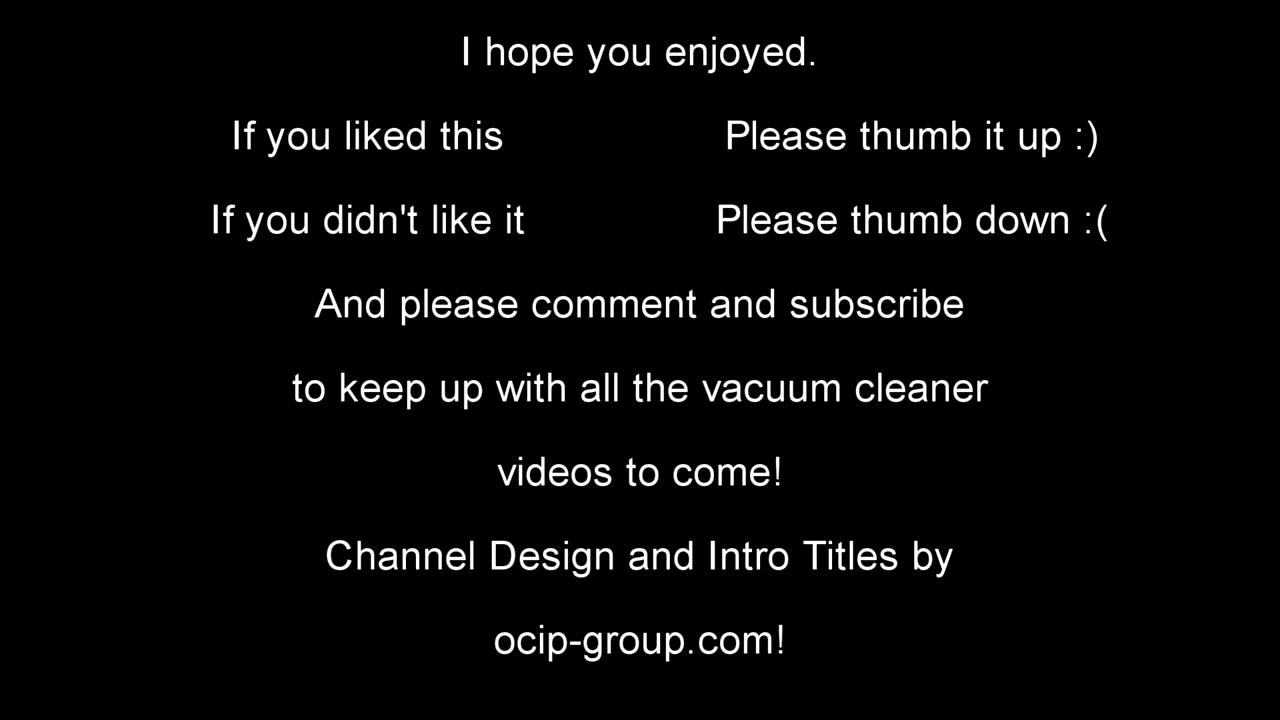 I hope you enjoyed.
If you liked this Please thumb it up :)
If you didn't like it Please thumb down :(
And please comment and subscribe
to keep up with all the vacuum cleaner
videos to come!
Channel Design and Intro Titles by
ocip-group.com!